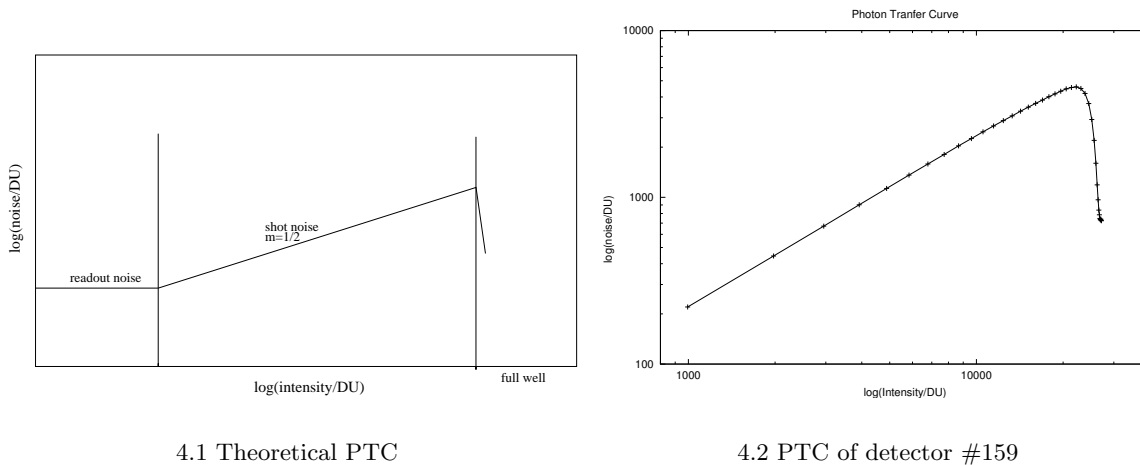 log(noise/DU)
readout noise
shot noise
m=1/2
log(intensity/DU)
full well
4.1 Theoretical PTC
Photon Tranfer Curve
log(noise/DU)
10000
1000
100
1000
10000
log(Intensity/DU)
4.2 PTC of detector #159